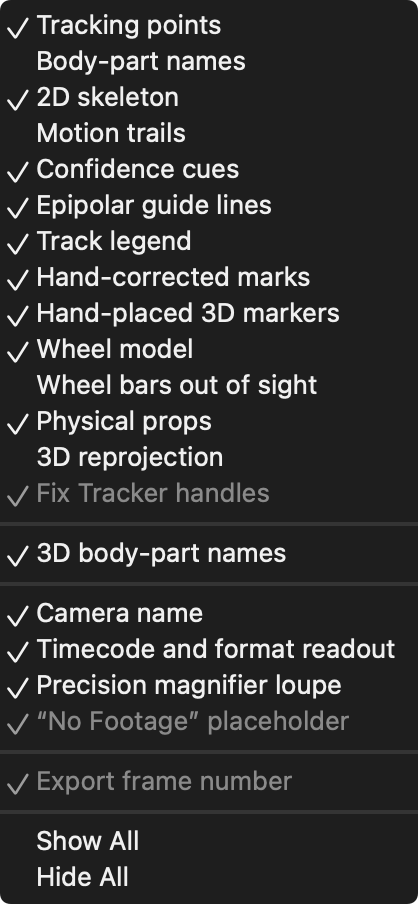 Tracking points
Body-part names
2D skeleton
Motion trails
Confidence cues
Epipolar guide lines
Track legend
Hand-corrected marks
Hand-placed 3D markers
Wheel model
Wheel bars out of sight
Physical props
3D reprojection
Fix Tracker handles
3D body-part names
Camera name
Timecode and format readout
Precision magnifier loupe
“No Footage” placeholder
Export frame number
Show All
Hide All